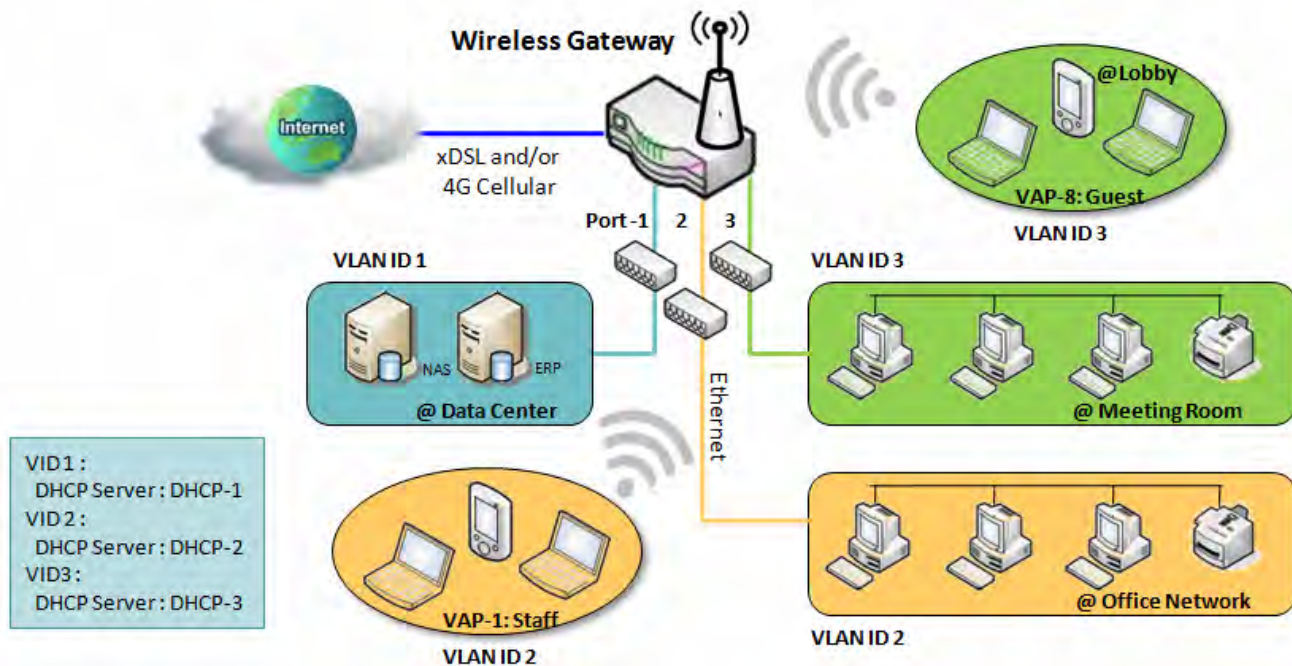 Wireless Gateway
Internet
xDSL and/or
4G Cellular
@Lobby
VAP-8: Guest
VLAN ID 3
Port -1
2
3
VLAN ID 1
NAS
ERP
@ Data Center
VLAN ID 3
@ Meeting Room
Ethernet
VID1 :
DHCP Server : DHCP-1
VID 2 :
DHCP Server : DHCP-2
VID3 :
DHCP Server : DHCP-3
VAP-1: Staff
VLAN ID 2
@ Office Network
VLAN ID 2